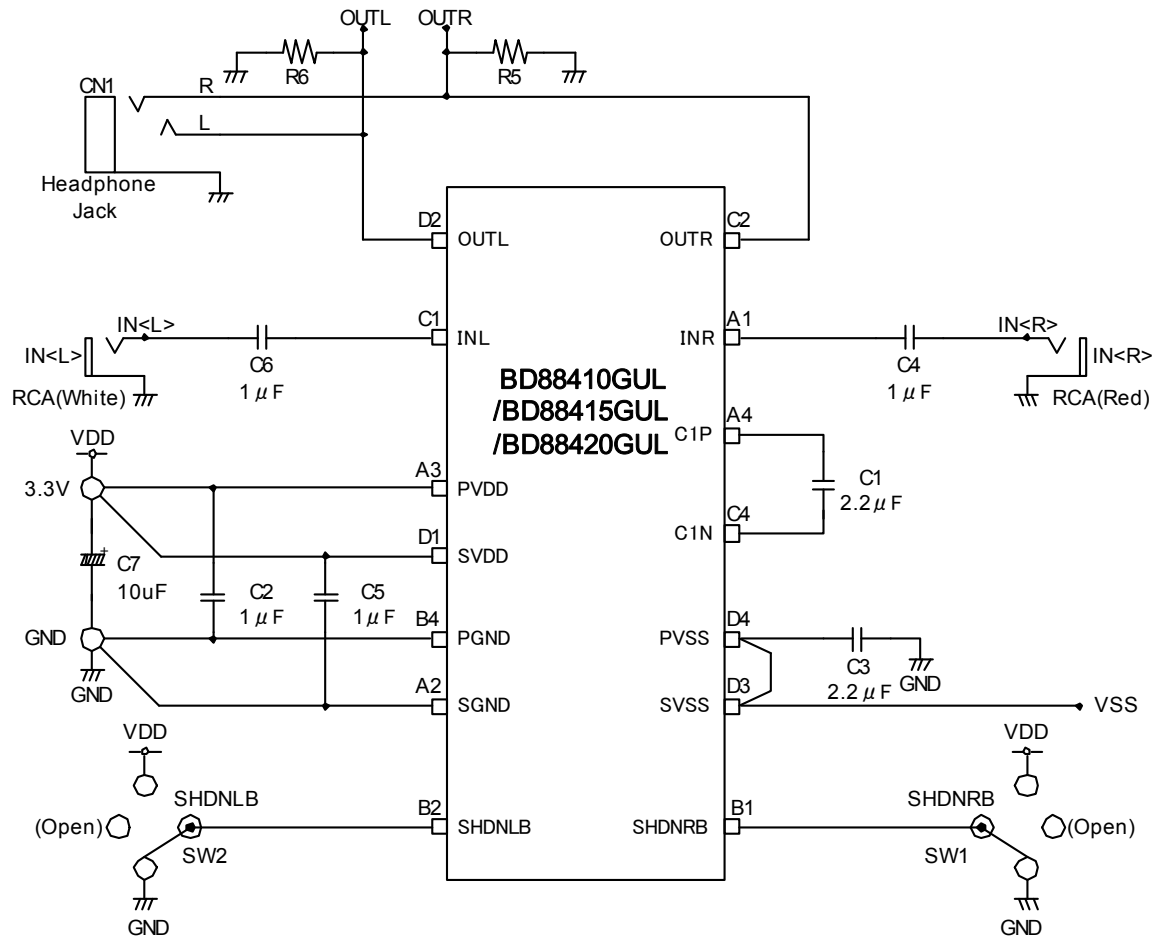 OUTL OUTR
R6 R5
CN1 R
L
Headphone
Jack
D2 C2
OUTL OUTR
C1 A1
IN<L> IN<R>
INL INR
IN<L> IN<R>
C6 C4
1μF 1μF
RCA(White) RCA(Red)
BD88410GUL
/BD88415GUL
/BD88420GUL
VDD
A4
C1P
A3
3.3V PVDD
C1
2.2μF
C4
C1N
D1
SVDD
+
C7
10uF
C2 C5
1μF 1μF
B4 D4
GND PGND PVSS
C3
2.2μF
GND GND
A2 D3
SGND SVSS VSS
VDD VDD
SHDNLB SHDNRB
B2 B1
(Open) SHDNLB SHDNRB (Open)
SW2 SW1
GND GND